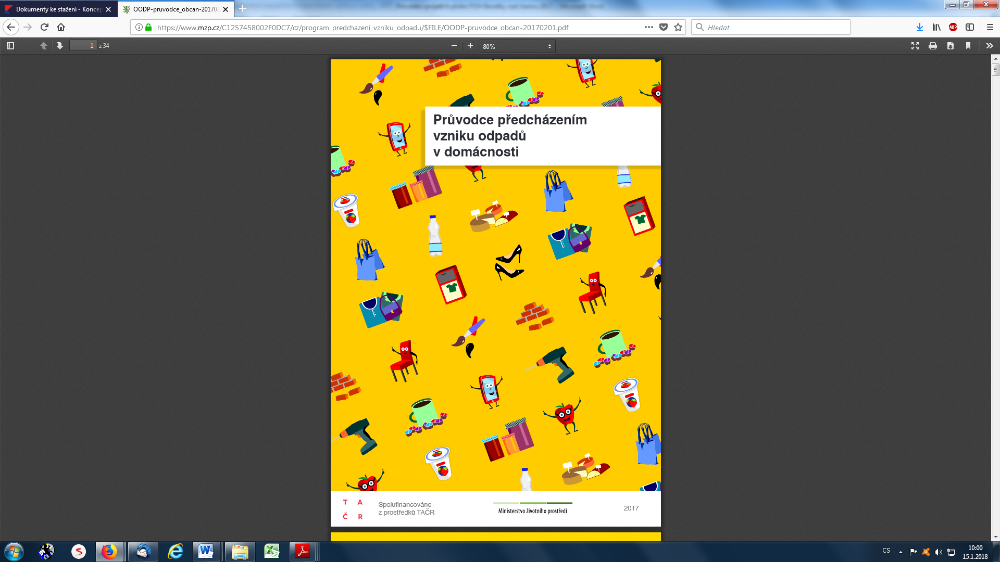 Dokumenty ke stažení - Koncep
OODP-pruvodce_obcan-2017020
https://www.mzp.cz/C1257458002F0DC7/cz/program_predchazeni_vzniku_odpadu/$FILE/OODP-pruvodce_obcan-20170201.pdf
Hledat
ABP
1 z 34
80%
Průvodce předcházením
vzniku odpadů
v domácnosti
T A
Č R
Spolufinancováno
z prostředků TAČR
Ministerstvo životního prostředí
2017
CS
10:00
15.1.2018